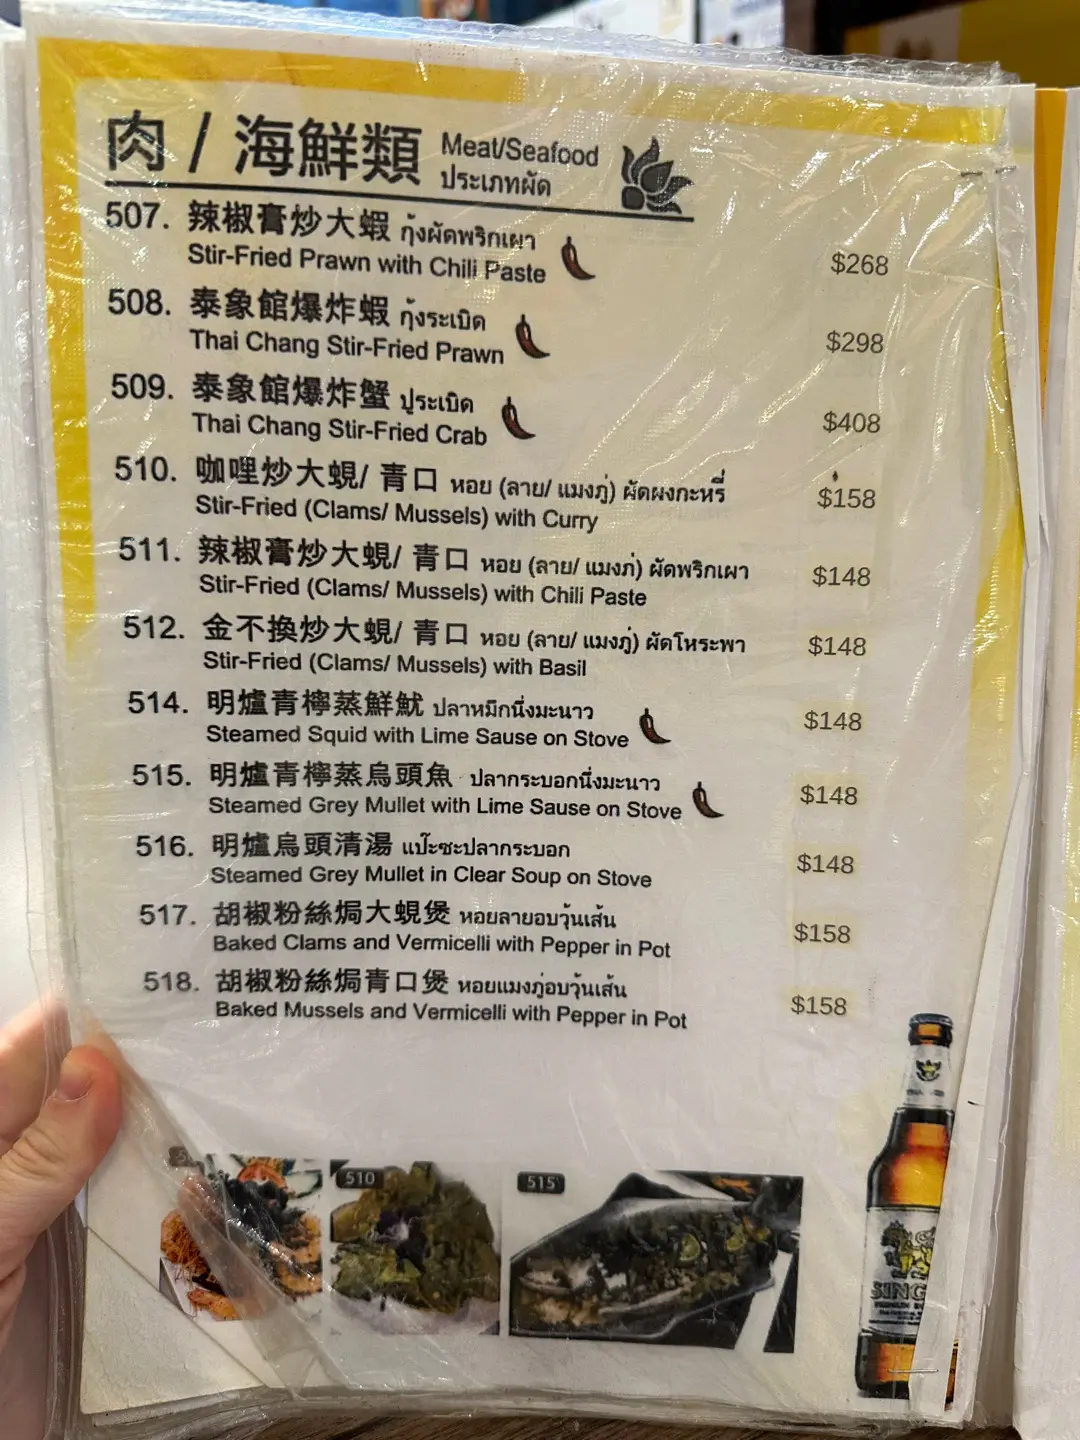 肉 / 海鮮類 Meat/Seafood
ประเภทผัด
507. 辣椒膏炒大蝦 กุ้งผัดพริกเผา
Stir-Fried Prawn with Chili Paste $268
508. 泰象館爆炸蝦 กุ้งระเบิด
Thai Chang Stir-Fried Prawn $298
509. 泰象館爆炸蟹 ปูระเบิด
Thai Chang Stir-Fried Crab $408
510. 咖哩炒大蜆/ 青口 หอย (ลาย/ แมงภู่) ผัดผงกะหรี่
Stir-Fried (Clams/ Mussels) with Curry $158
511. 辣椒膏炒大蜆/ 青口 หอย (ลาย/ แมงภ่) ผัดพริกเผา
Stir-Fried (Clams/ Mussels) with Chili Paste $148
512. 金不換炒大蜆/ 青口 หอย (ลาย/ แมงภู่) ผัดโหระพา
Stir-Fried (Clams/ Mussels) with Basil $148
514. 明爐青檸蒸鮮魷 ปลาหมึกนึ่งมะนาว
Steamed Squid with Lime Sause on Stove $148
515. 明爐青檸蒸烏頭魚 ปลากระบอกนึ่งมะนาว
Steamed Grey Mullet with Lime Sause on Stove $148
516. 明爐烏頭清湯 แป๊ะซะปลากระบอก
Steamed Grey Mullet in Clear Soup on Stove $148
517. 胡椒粉絲焗大蜆煲 หอยลายอบวุ้นเส้น
Baked Clams and Vermicelli with Pepper in Pot $158
518. 胡椒粉絲焗青口煲 หอยแมงภู่อบวุ้นเส้น
Baked Mussels and Vermicelli with Pepper in Pot $158
510
515
SING